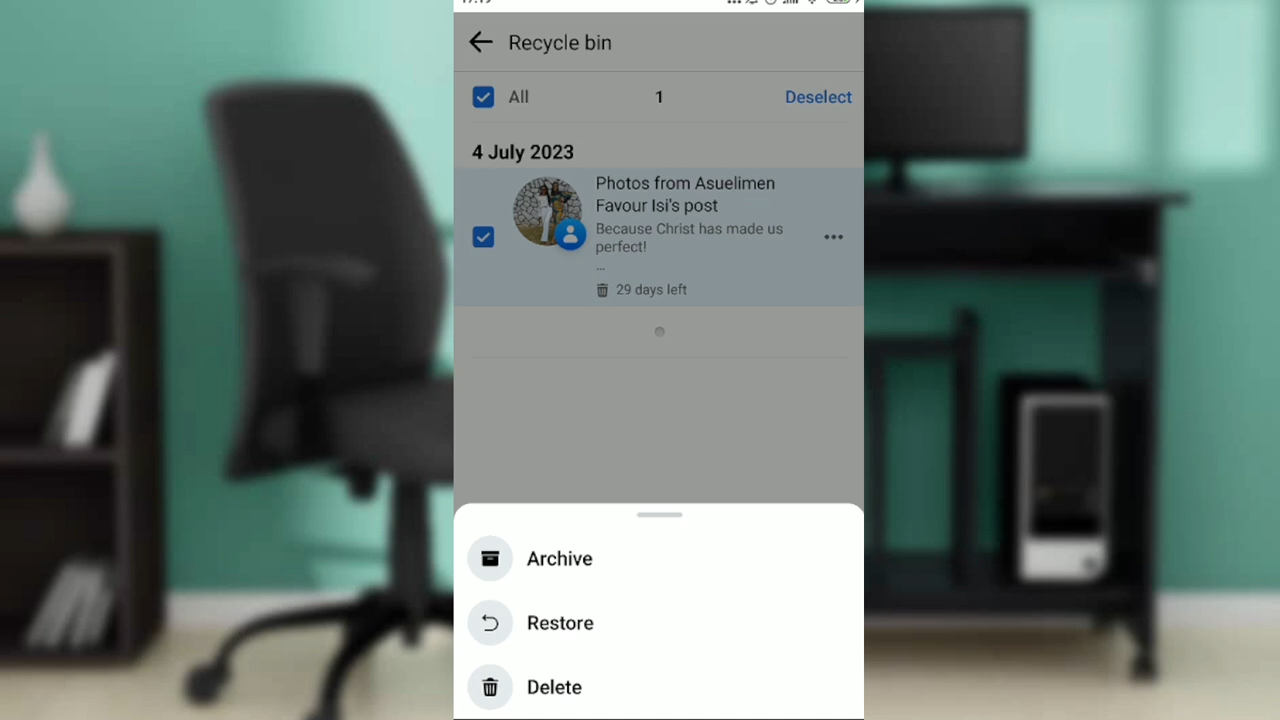 Recycle bin
All 1 Deselect
4 July 2023
Photos from Asuelimen
Favour Isi's post
Because Christ has made us
perfect!
...
29 days left
Archive
Restore
Delete